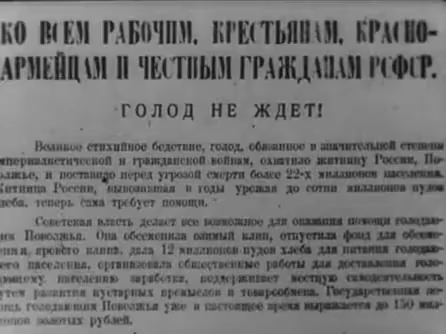 КО ВСЕМ РАБОЧИМ, КРЕСТЬЯНАМ, КРАСНО-
АРМЕЙЦАМ И ЧЕСТНЫМ ГРАЖДАНАМ РСФСР.
ГОЛОД НЕ ЖДЕТ!
Великое стихийное бедствие, голод, обязанное в значительной степени
империалистической и гражданской войнам, охватило житницу России, По-
волжье, и поставило перед угрозой смерти более 22-х миллионов населения.
Житница России, вывозившая в годы урожая до сотни миллионов пудов
хлеба, теперь сама требует помощи.
Советская власть делает все возможное для оказания помощи голодаю-
щих Поволжья. Она обсеменила озимый клин, отпустила фонд для обсеме-
нения, ярового клина, дала 12 миллионов пудов хлеба для питания голодаю-
щего населения, организовала общественные работы для доставления голо-
дающему, населению заработка, поддерживает местную самодеятельность
путем развития кустарных промыслов и товарообмена. Государственная по-
мощь голодающим Поволжья уже в настоящее время выражается до 150 мил-
лионов золотых рублей.